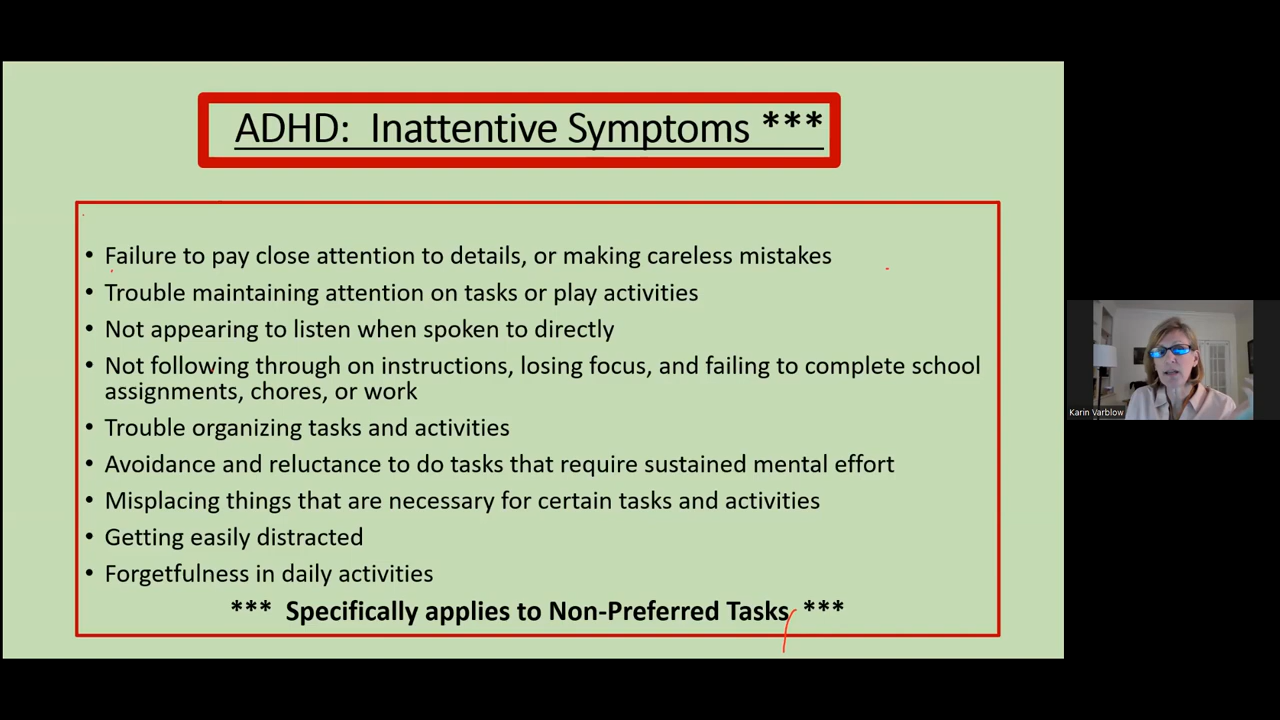 ADHD: Inattentive Symptoms ***
• Failure to pay close attention to details, or making careless mistakes
• Trouble maintaining attention on tasks or play activities
• Not appearing to listen when spoken to directly
• Not following through on instructions, losing focus, and failing to complete school
assignments, chores, or work
• Trouble organizing tasks and activities
• Avoidance and reluctance to do tasks that require sustained mental effort
• Misplacing things that are necessary for certain tasks and activities
• Getting easily distracted
• Forgetfulness in daily activities
*** Specifically applies to Non-Preferred Tasks ***
Karin Varblow